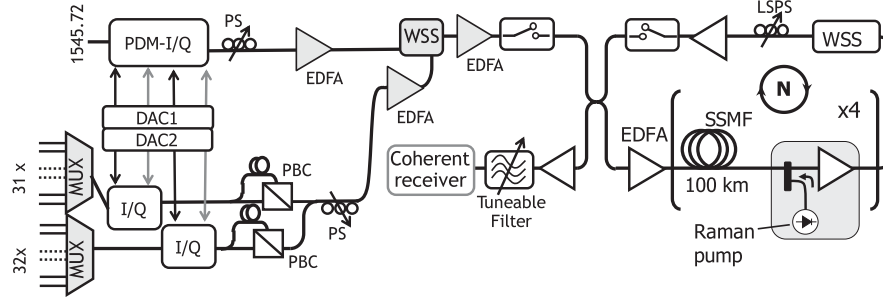 1545.72
PDM-I/Q
PS
EDFA
WSS
EDFA
EDFA
LSPS
WSS
DAC1
DAC2
31 x
MUX
I/Q
PBC
32x
MUX
I/Q
PBC
PS
Coherent
receiver
Tuneable
Filter
EDFA
SSMF
100 km
N
x4
Raman
pump